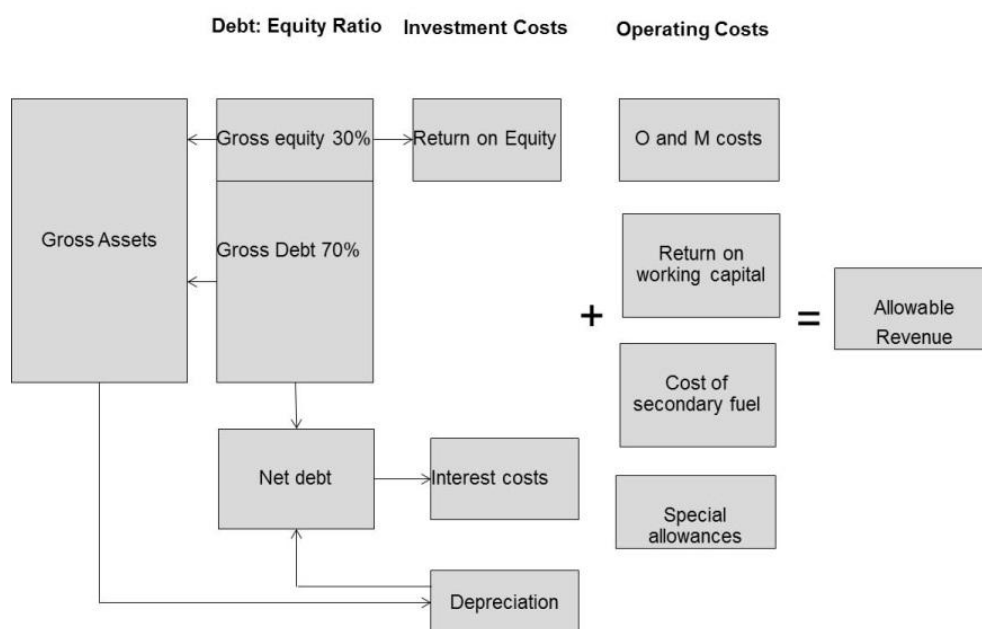 Debt: Equity Ratio
Investment Costs
Operating Costs
Gross Assets
Gross equity 30%
Gross Debt 70%
Return on Equity
O and M costs
Return on
working capital
+
=
Allowable
Revenue
Cost of
secondary fuel
Net debt
Interest costs
Special
allowances
Depreciation